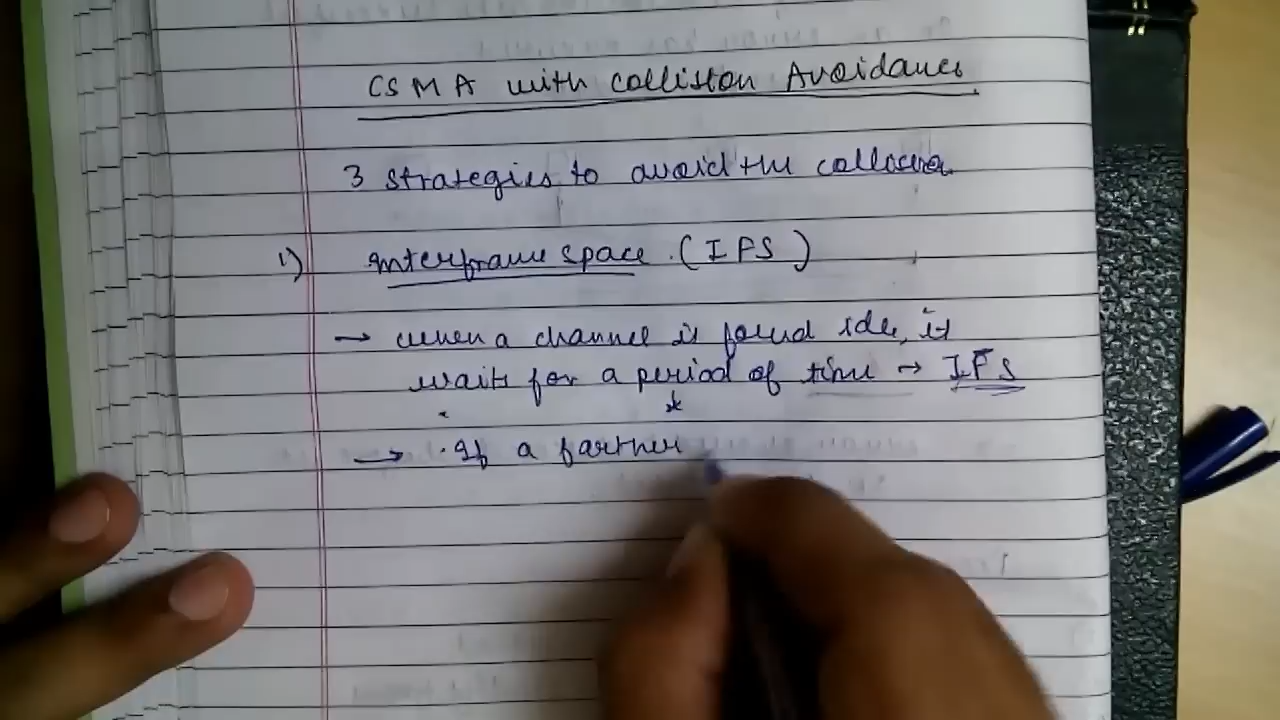 CSMA with collision Avoidance
3 strategies to avoid the collision
1) Interframe space. (IFS)
→ when a channel is found idle, it
waits for a period of time → IFS
→ If a farther